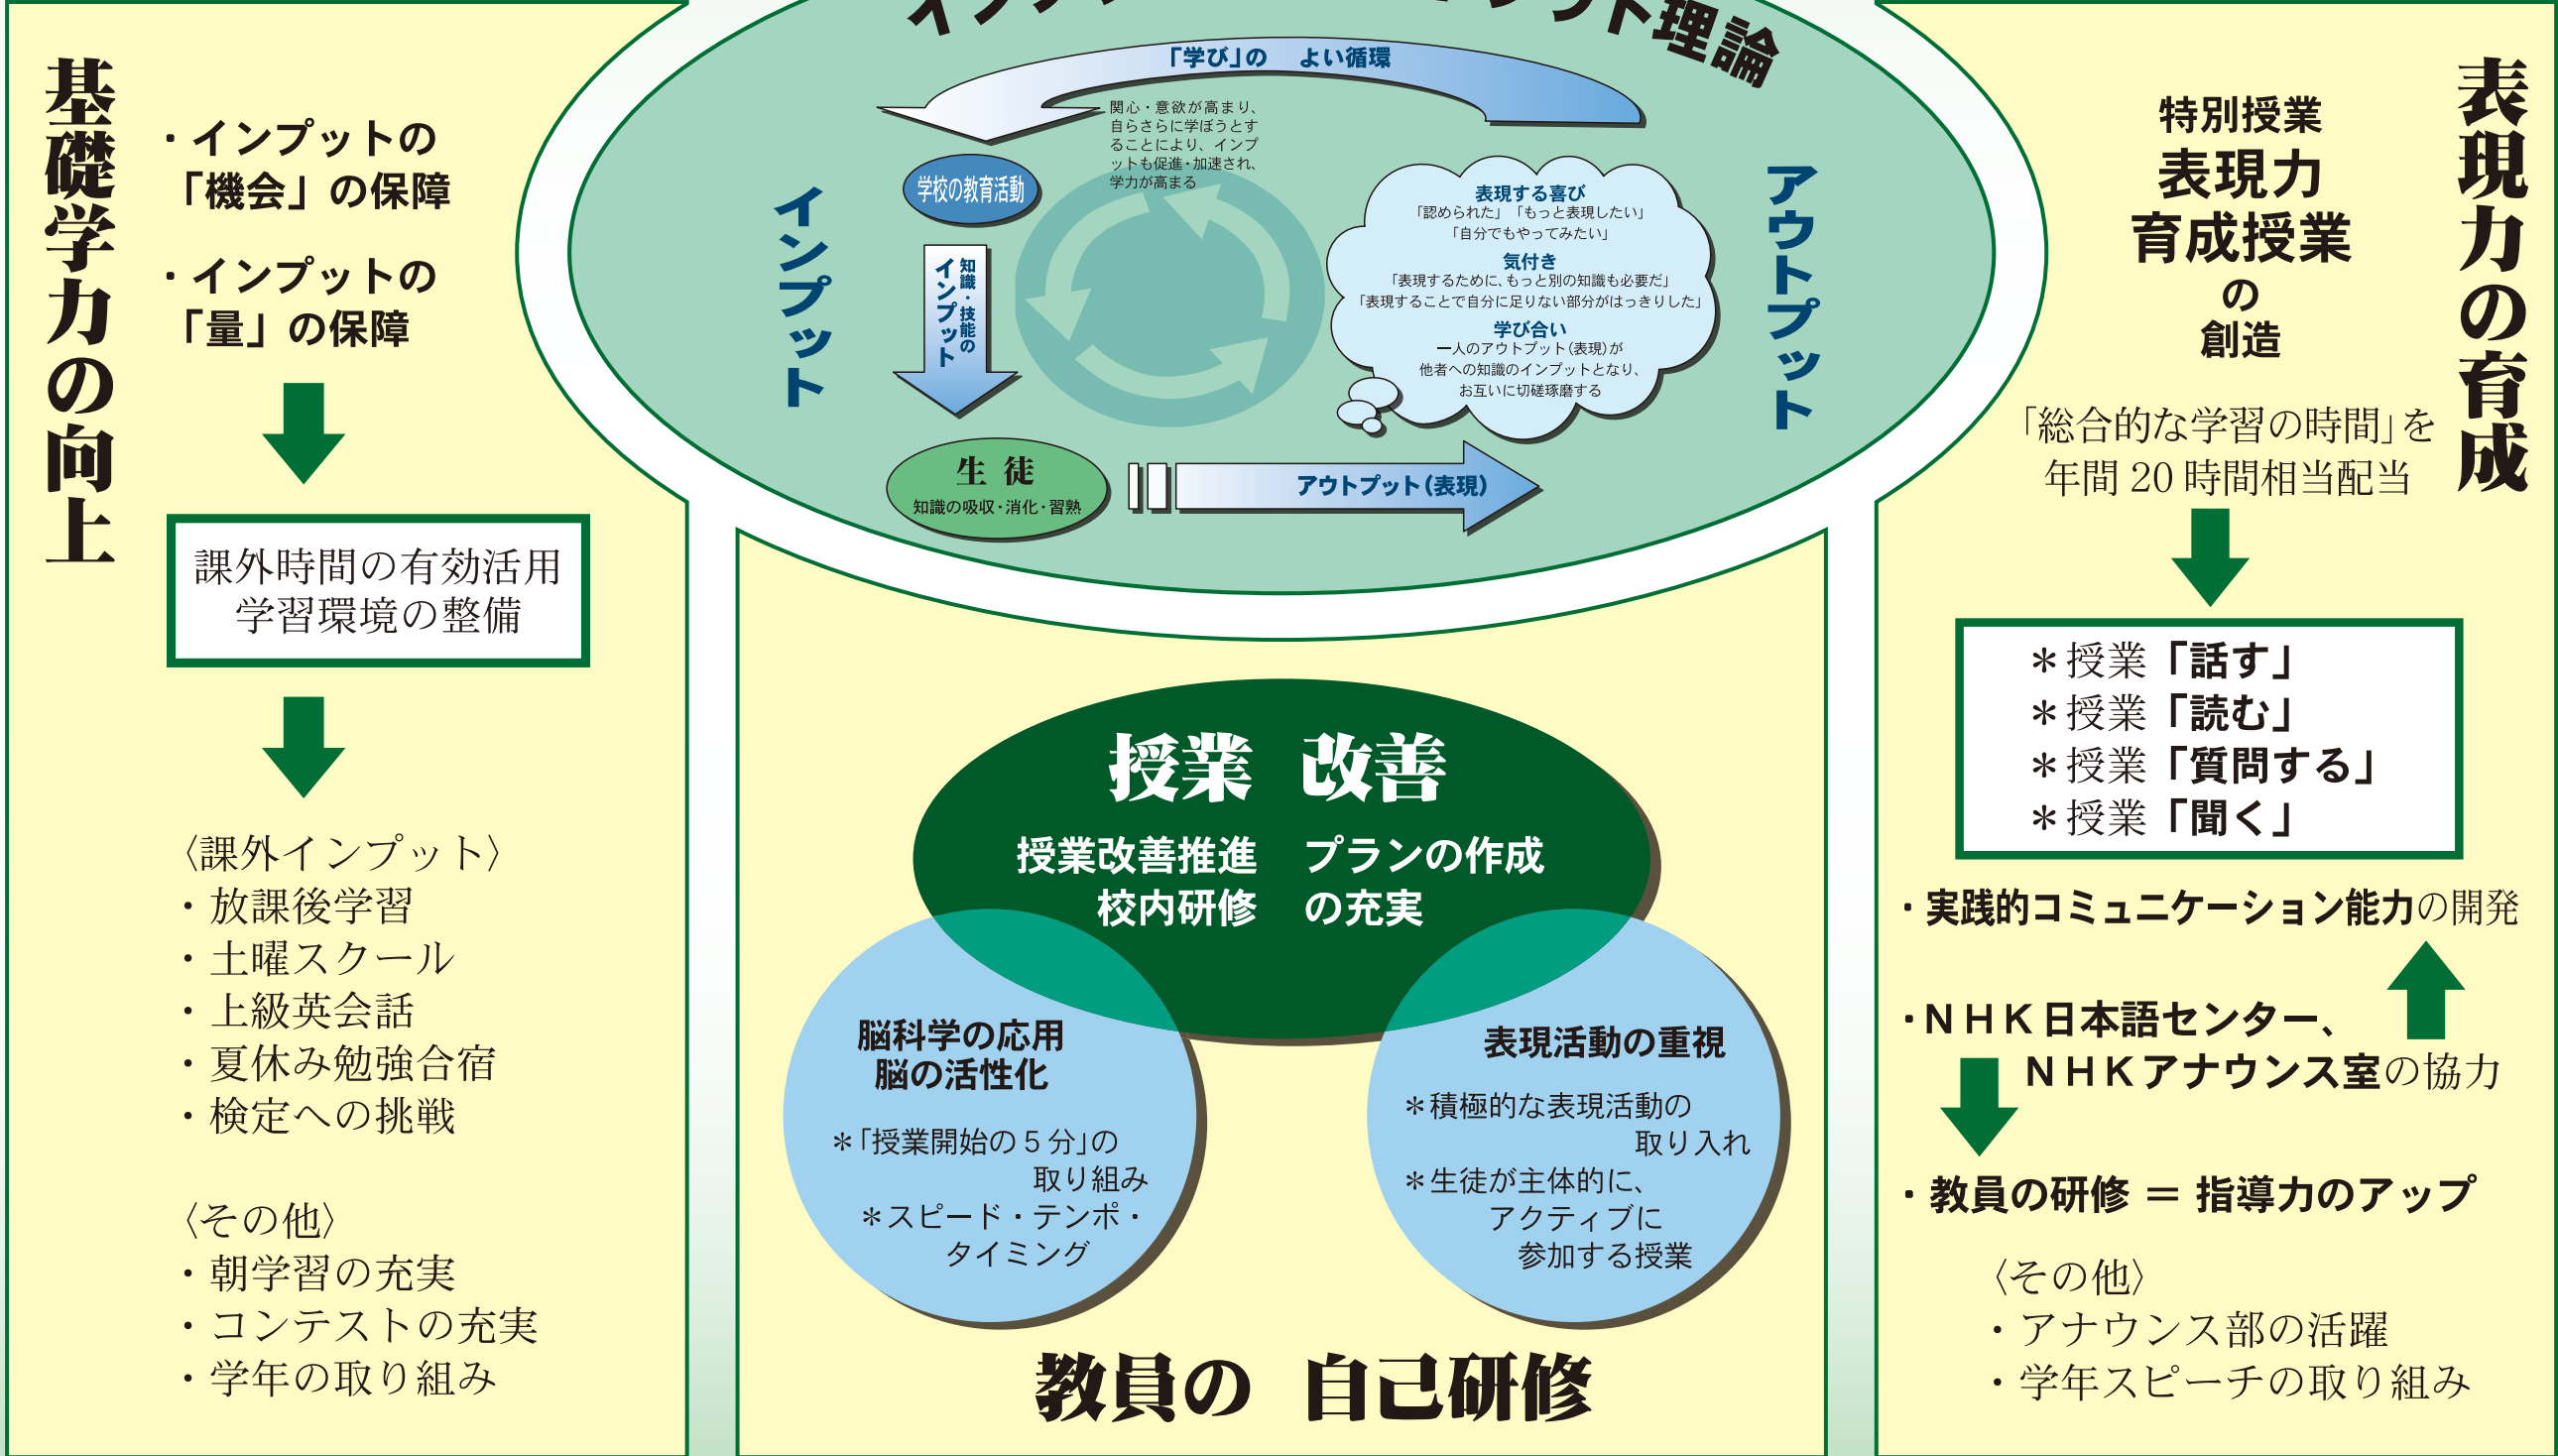 基礎学力の向上
・インプットの
「機会」の保障
・インプットの
「量」の保障
課外時間の有効活用
学習環境の整備
〈課外インプット〉
・放課後学習
・土曜スクール
・上級英会話
・夏休み勉強合宿
・検定への挑戦
〈その他〉
・朝学習の充実
・コンテストの充実
・学年の取り組み
理論
「学び」の よい循環
関心・意欲が高まり、
自らさらに学ぼうとす
ることにより、インプ
ットも促進・加速され、
学力が高まる
インプット
学校の教育活動
知識・技能の
インプット
生徒
知識の吸収・消化・習熟
アウトプット(表現)
表現する喜び
「認められた」「もっと表現したい」
「自分でもやってみたい」
気付き
「表現するために、もっと別の知識も必要だ」
「表現することで自分に足りない部分がはっきりした」
学び合い
一人のアウトプット(表現)が
他者への知識のインプットとなり、
お互いに切磋琢磨する
アウトプット
授業 改善
授業改善推進 プランの作成
校内研修 の充実
脳科学の応用
脳の活性化
＊「授業開始の5分」の
取り組み
＊スピード・テンポ・
タイミング
表現活動の重視
＊積極的な表現活動の
取り入れ
＊生徒が主体的に、
アクティブに
参加する授業
教員の 自己研修
表現力の育成
特別授業
表現力
育成授業
の
創造
「総合的な学習の時間」を
年間20時間相当配当
＊授業「話す」
＊授業「読む」
＊授業「質問する」
＊授業「聞く」
・実践的コミュニケーション能力の開発
・NHK日本語センター、
NHKアナウンス室の協力
・教員の研修＝指導力のアップ
〈その他〉
・アナウンス部の活躍
・学年スピーチの取り組み